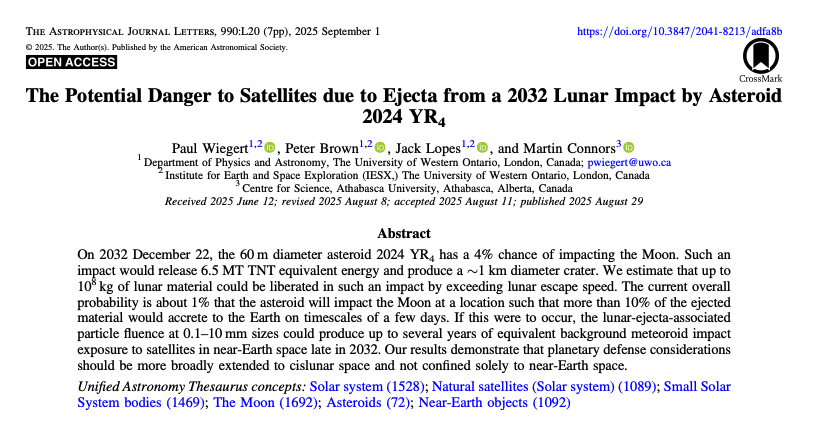 THE ASTROPHYSICAL JOURNAL LETTERS, 990:L20 (7pp), 2025 September 1
https://doi.org/10.3847/2041-8213/adfa8b
© 2025. The Author(s). Published by the American Astronomical Society.
OPEN ACCESS
CrossMark
The Potential Danger to Satellites due to Ejecta from a 2032 Lunar Impact by Asteroid
2024 YR4
Paul Wiegert1,2, Peter Brown1,2, Jack Lopes1,2, and Martin Connors3
1 Department of Physics and Astronomy, The University of Western Ontario, London, Canada; pwiegert@uwo.ca
2 Institute for Earth and Space Exploration (IESX,) The University of Western Ontario, London, Canada
3 Centre for Science, Athabasca University, Athabasca, Alberta, Canada
Received 2025 June 12; revised 2025 August 8; accepted 2025 August 11; published 2025 August 29
Abstract
On 2032 December 22, the 60 m diameter asteroid 2024 YR4 has a 4% chance of impacting the Moon. Such an
impact would release 6.5 MT TNT equivalent energy and produce a ∼1 km diameter crater. We estimate that up to
10^8 kg of lunar material could be liberated in such an impact by exceeding lunar escape speed. The current overall
probability is about 1% that the asteroid will impact the Moon at a location such that more than 10% of the ejected
material would accrete to the Earth on timescales of a few days. If this were to occur, the lunar-ejecta-associated
particle fluence at 0.1–10 mm sizes could produce up to several years of equivalent background meteoroid impact
exposure to satellites in near-Earth space late in 2032. Our results demonstrate that planetary defense considerations
should be more broadly extended to cislunar space and not confined solely to near-Earth space.
Unified Astronomy Thesaurus concepts: Solar system (1528); Natural satellites (Solar system) (1089); Small Solar
System bodies (1469); The Moon (1692); Asteroids (72); Near-Earth objects (1092)